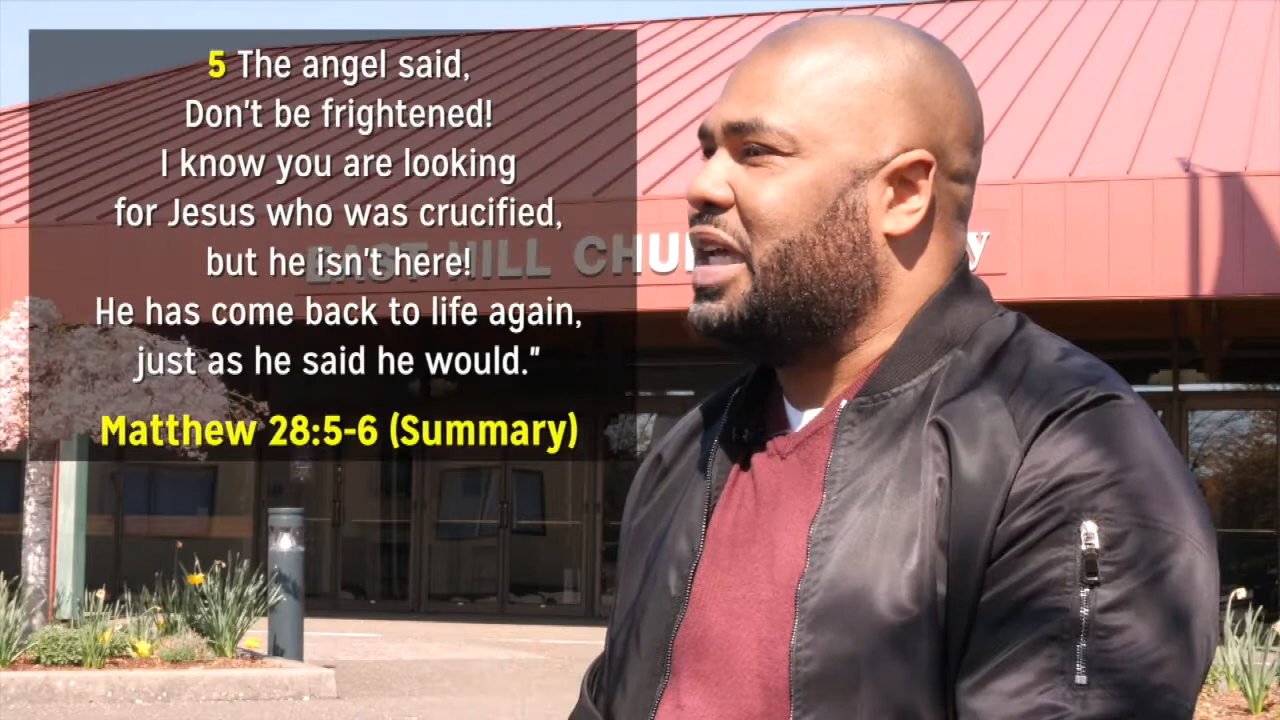 5 The angel said,
Don't be frightened!
I know you are looking
for Jesus who was crucified,
but he isn't here!
He has come back to life again,
just as he said he would."
Matthew 28:5-6 (Summary)
EAST HILL CHU
y